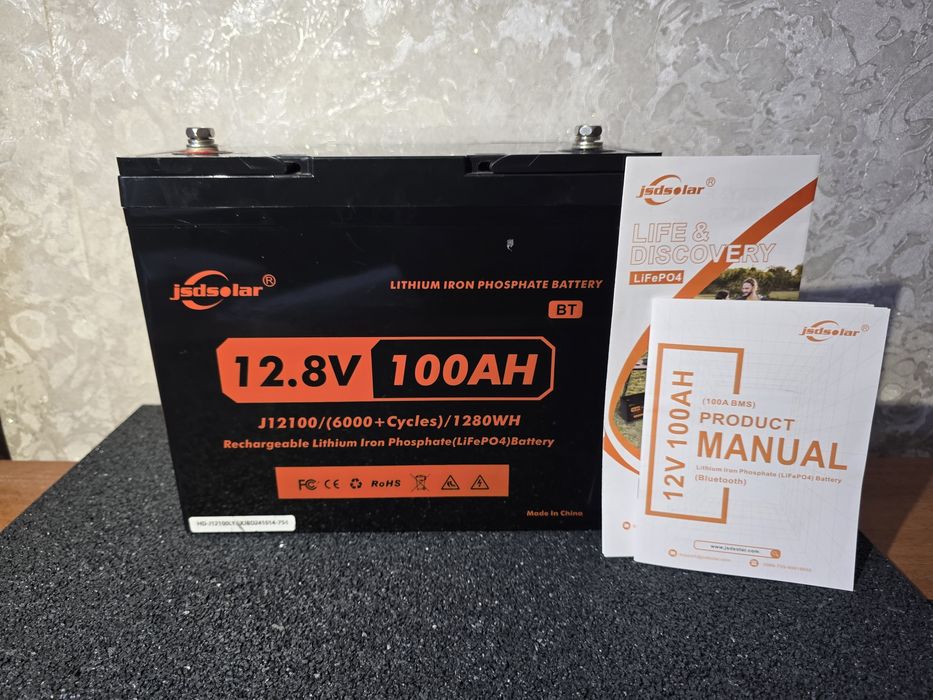 jsdsolar®
LITHIUM IRON PHOSPHATE BATTERY
BT
12.8V 100AH
J12100/(6000+Cycles)/1280WH
Rechargeable Lithium Iron Phosphate(LiFePO4)Battery
FC CE RoHS
Made In China
jsdsolar®
LIFE &
DISCOVERY
LiFePO4
jsdsolar®
12V 100AH
(100A BMS)
PRODUCT
MANUAL
Lithium Iron Phosphate (LiFePO4) Battery
(Bluetooth)
www.jsdsolar.com